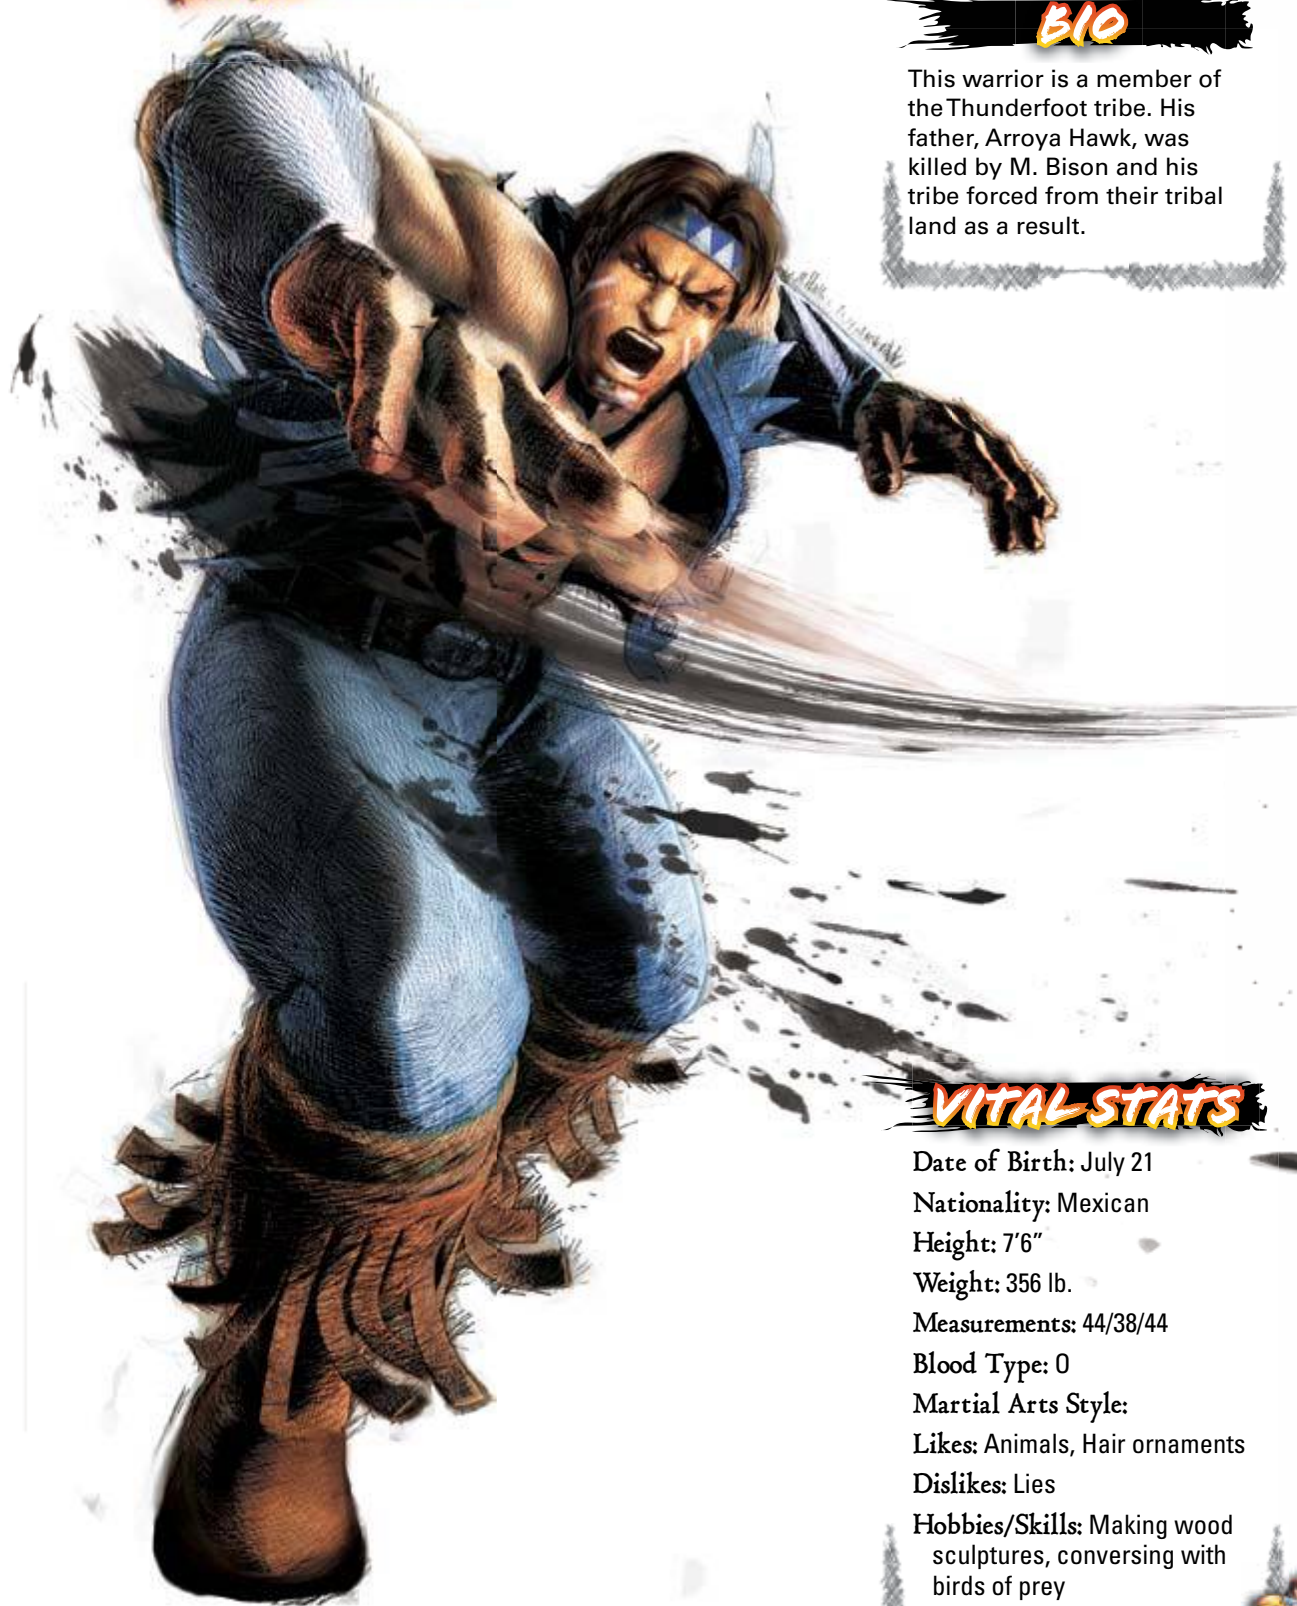 BIO
This warrior is a member of
the Thunderfoot tribe. His
father, Arroya Hawk, was
killed by M. Bison and his
tribe forced from their tribal
land as a result.
VITAL STATS
Date of Birth: July 21
Nationality: Mexican
Height: 7'6"
Weight: 356 lb.
Measurements: 44/38/44
Blood Type: O
Martial Arts Style:
Likes: Animals, Hair ornaments
Dislikes: Lies
Hobbies/Skills: Making wood
sculptures, conversing with
birds of prey